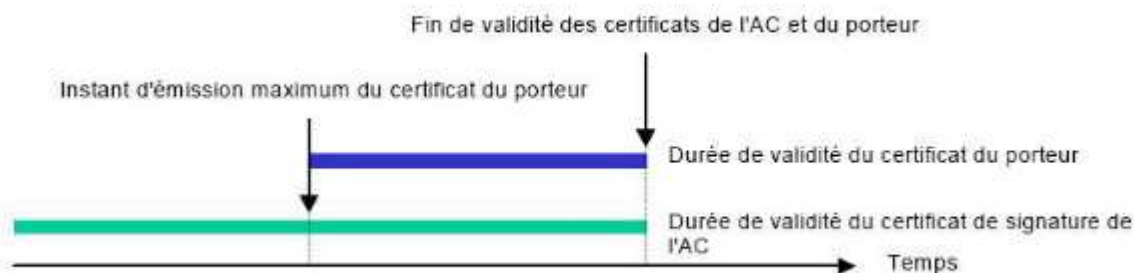 Fin de validité des certificats de l'AC et du porteur
Instant d'émission maximum du certificat du porteur
Durée de validité du certificat du porteur
Durée de validité du certificat de signature de
l'AC
Temps